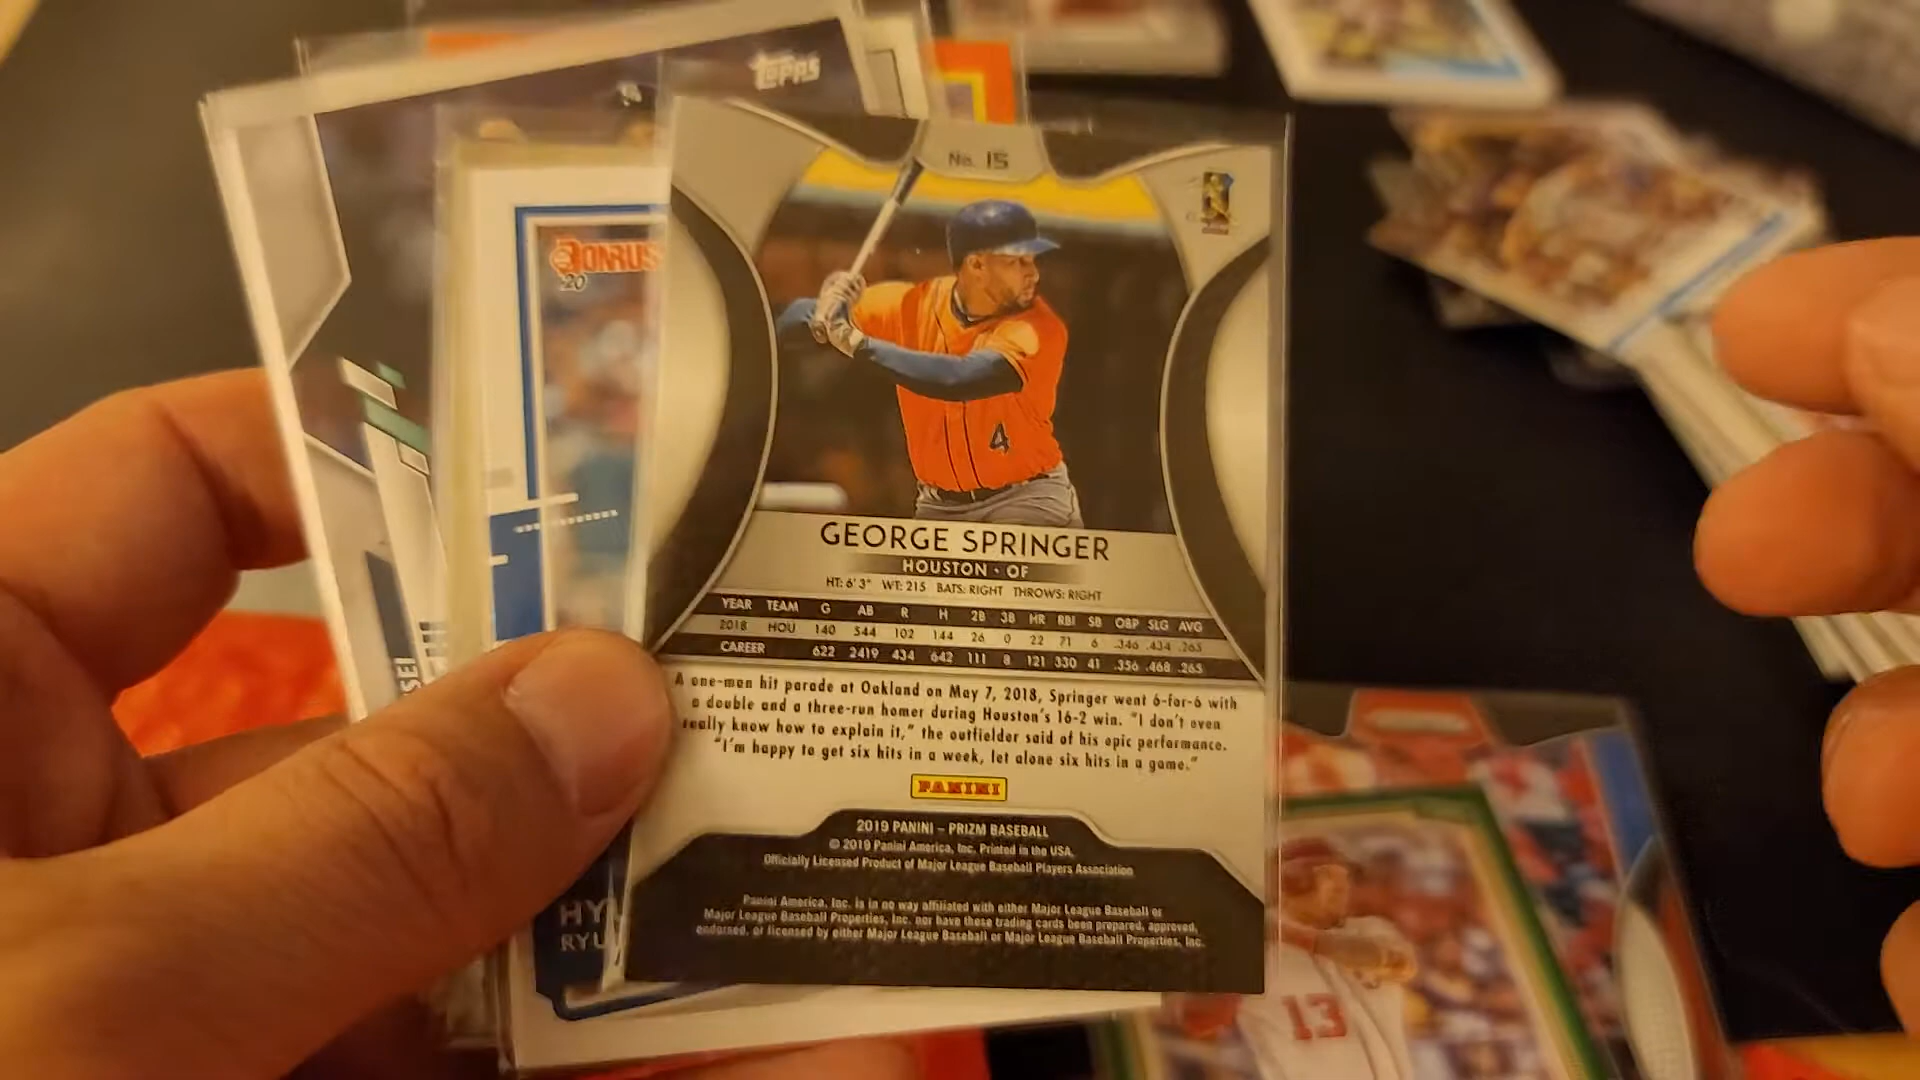 TOPPS
DONRUSS
'20
No. 15
4
GEORGE SPRINGER
HOUSTON • OF
HT: 6' 3" WT: 215 BATS: RIGHT THROWS: RIGHT
YEAR TEAM G AB R H 2B 3B HR RBI SB OBP SLG AVG
2018 HOU 140 544 102 144 26 0 22 71 6 .346 .434 .265
CAREER 622 2419 434 642 111 8 121 330 41 .356 .468 .265
A one-man hit parade at Oakland on May 7, 2018, Springer went 6-for-6 with
a double and a three-run homer during Houston's 16-2 win. "I don't even
really know how to explain it," the outfielder said of his epic performance.
"I'm happy to get six hits in a week, let alone six hits in a game."
PANINI
2019 PANINI – PRIZM BASEBALL
© 2019 Panini America, Inc. Printed in the USA.
Officially Licensed Product of Major League Baseball Players Association
Panini America, Inc. is in no way affiliated with either Major League Baseball or
Major League Baseball Properties, Inc. nor have these trading cards been prepared, approved,
endorsed, or licensed by either Major League Baseball or Major League Baseball Properties, Inc.
HYU
RYU
13